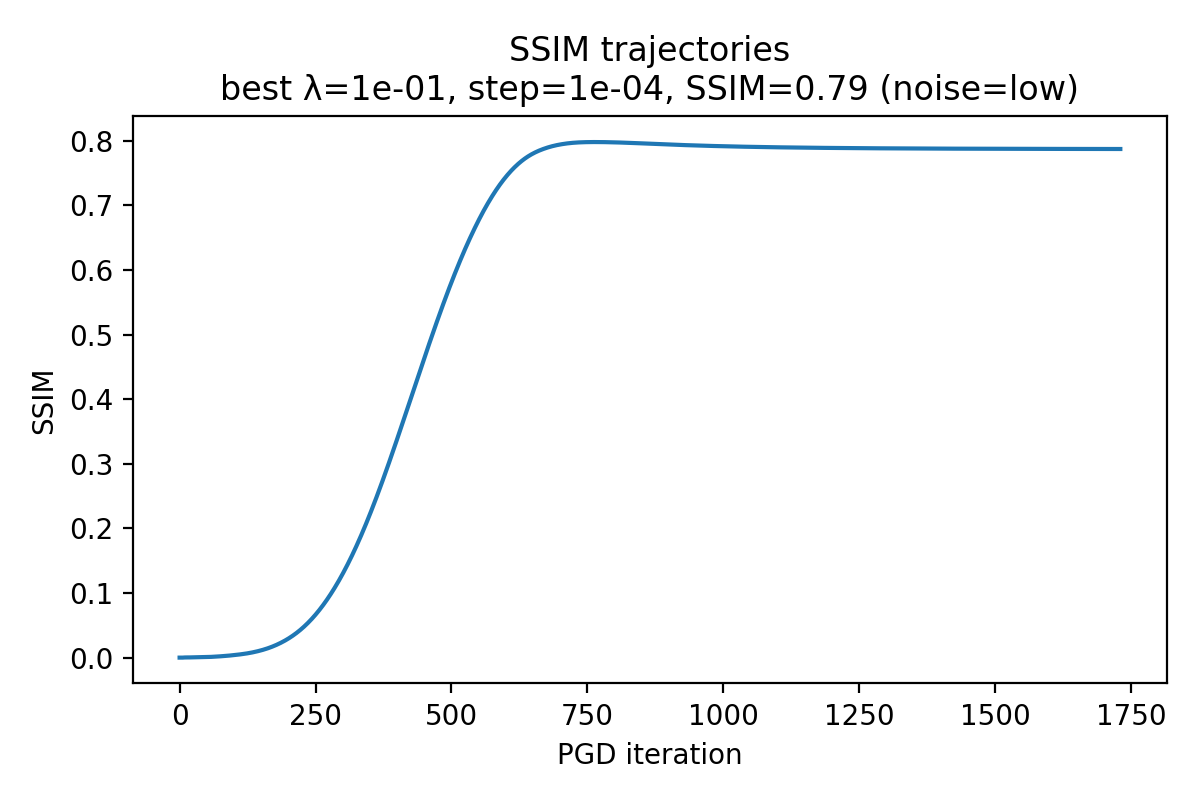 SSIM trajectories
best λ=1e-01, step=1e-04, SSIM=0.79 (noise=low)
0.8
0.7
0.6
0.5
0.4
0.3
0.2
0.1
0.0
SSIM
0 250 500 750 1000 1250 1500 1750
PGD iteration